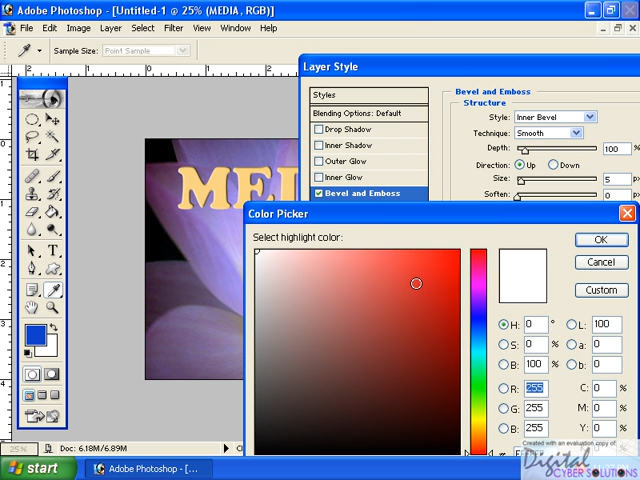 Adobe Photoshop - [Untitled-1 @ 25% (MEDIA, RGB)]
File Edit Image Layer Select Filter View Window Help
Sample Size: Point Sample
Layer Style
Styles
Blending Options: Default
Drop Shadow
Inner Shadow
Outer Glow
Inner Glow
Bevel and Emboss
Bevel and Emboss
Structure
Style: Inner Bevel
Technique: Smooth
Depth: 100 %
Direction: Up Down
Size: 5 px
Soften: 0 px
Color Picker
Select highlight color:
OK
Cancel
Custom
H: 0 ° L: 100
S: 0 % a: 0
B: 100 % b: 0
R: 255 C: 0 %
G: 255 M: 0 %
B: 255 Y: 0 %
25% Doc: 6.18M/6.89M
start Adobe Photoshop - [...
Created with an evaluation copy of
Digital
CYBER SOLUTIONS